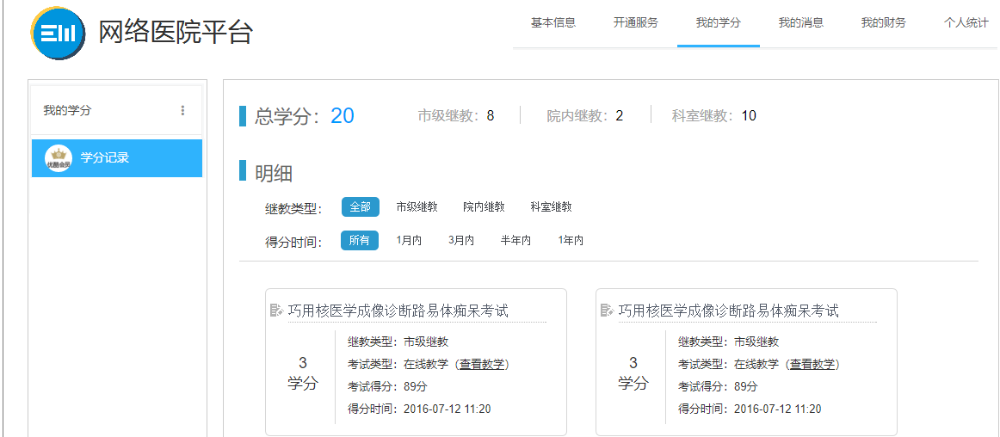 EW 网络医院平台
基本信息 开通服务 我的学分 我的消息 我的财务 个人统计
我的学分
优酷会员 学分记录
总学分：20 市级继教：8 院内继教：2 科室继教：10
明细
继教类型： 全部 市级继教 院内继教 科室继教
得分时间： 所有 1月内 3月内 半年内 1年内
巧用核医学成像诊断路易体痴呆考试
3
学分
继教类型：市级继教
考试类型：在线教学（查看教学）
考试得分：89分
得分时间：2016-07-12 11:20
巧用核医学成像诊断路易体痴呆考试
3
学分
继教类型：市级继教
考试类型：在线教学（查看教学）
考试得分：89分
得分时间：2016-07-12 11:20